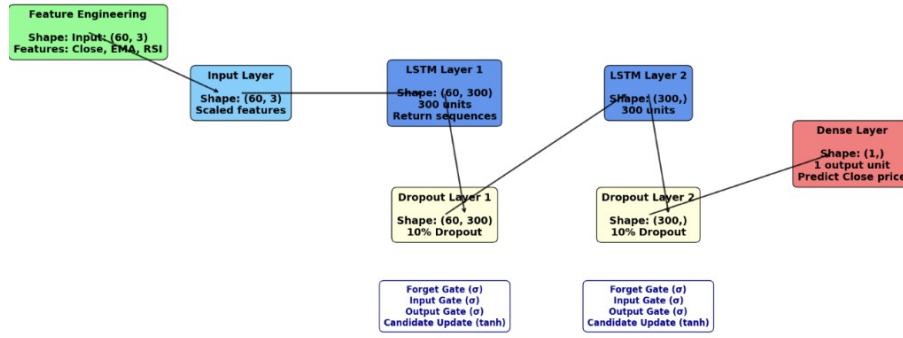 Feature Engineering
Shape: Input: (60, 3)
Features: Close, EMA, RSI
Input Layer
Shape: (60, 3)
Scaled features
LSTM Layer 1
Shape: (60, 300)
300 units
Return sequences
LSTM Layer 2
Shape: (300,)
300 units
Dense Layer
Shape: (1,)
1 output unit
Predict Close price
Dropout Layer 1
Shape: (60, 300)
10% Dropout
Dropout Layer 2
Shape: (300,)
10% Dropout
Forget Gate (σ)
Input Gate (σ)
Output Gate (σ)
Candidate Update (tanh)
Forget Gate (σ)
Input Gate (σ)
Output Gate (σ)
Candidate Update (tanh)